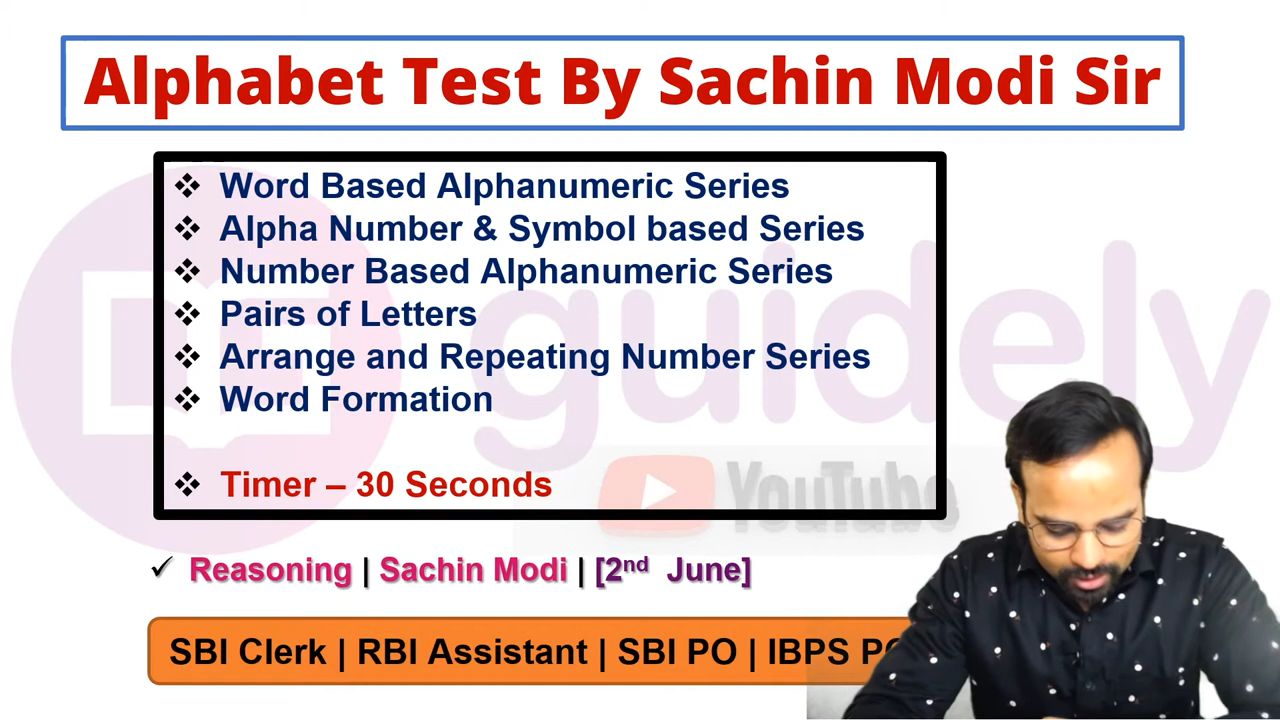 Alphabet Test By Sachin Modi Sir
❖ Word Based Alphanumeric Series
❖ Alpha Number & Symbol based Series
❖ Number Based Alphanumeric Series
❖ Pairs of Letters
❖ Arrange and Repeating Number Series
❖ Word Formation
❖ Timer – 30 Seconds
guidely
YouTube
✓ Reasoning | Sachin Modi | [2nd June]
SBI Clerk | RBI Assistant | SBI PO | IBPS